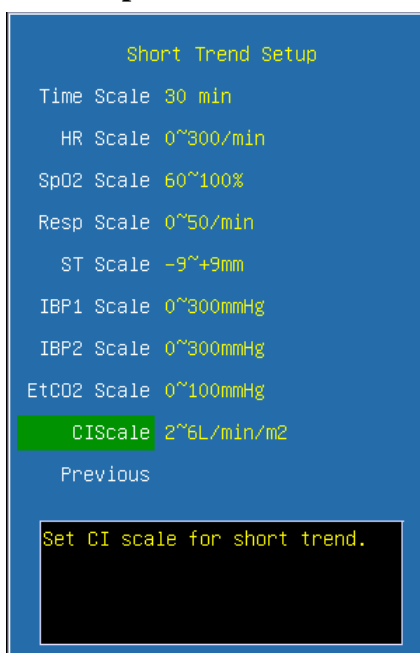 Short Trend Setup
Time Scale 30 min
HR Scale 0~300/min
SpO2 Scale 60~100%
Resp Scale 0~50/min
ST Scale -9~+9mm
IBP1 Scale 0~300mmHg
IBP2 Scale 0~300mmHg
EtCO2 Scale 0~100mmHg
CIScale 2~6L/min/m2
Previous
Set CI scale for short trend.